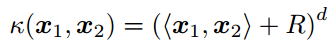 κ(𝒙₁, 𝒙₂) = (⟨𝒙₁, 𝒙₂⟩ + R)ᵈ